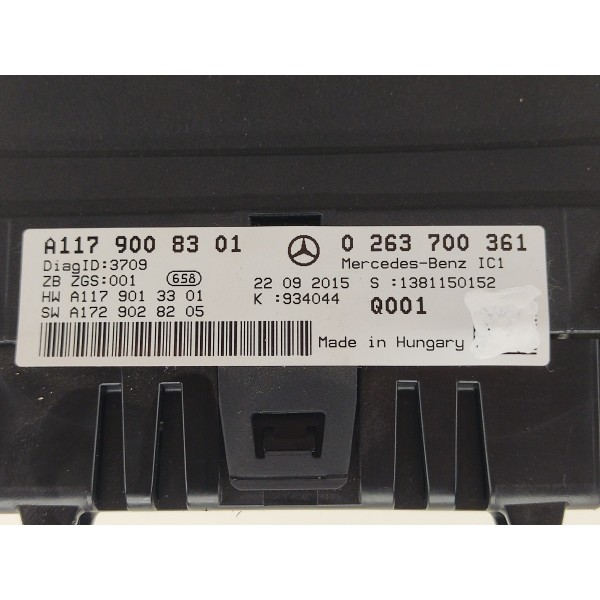 A117 900 83 01 0 263 700 361
DiagID:3709 Mercedes-Benz IC1
ZB ZGS:001 658 22 09 2015 S :1381150152
HW A117 901 33 01 K :934044 Q001
SW A172 902 82 05
Made in Hungary